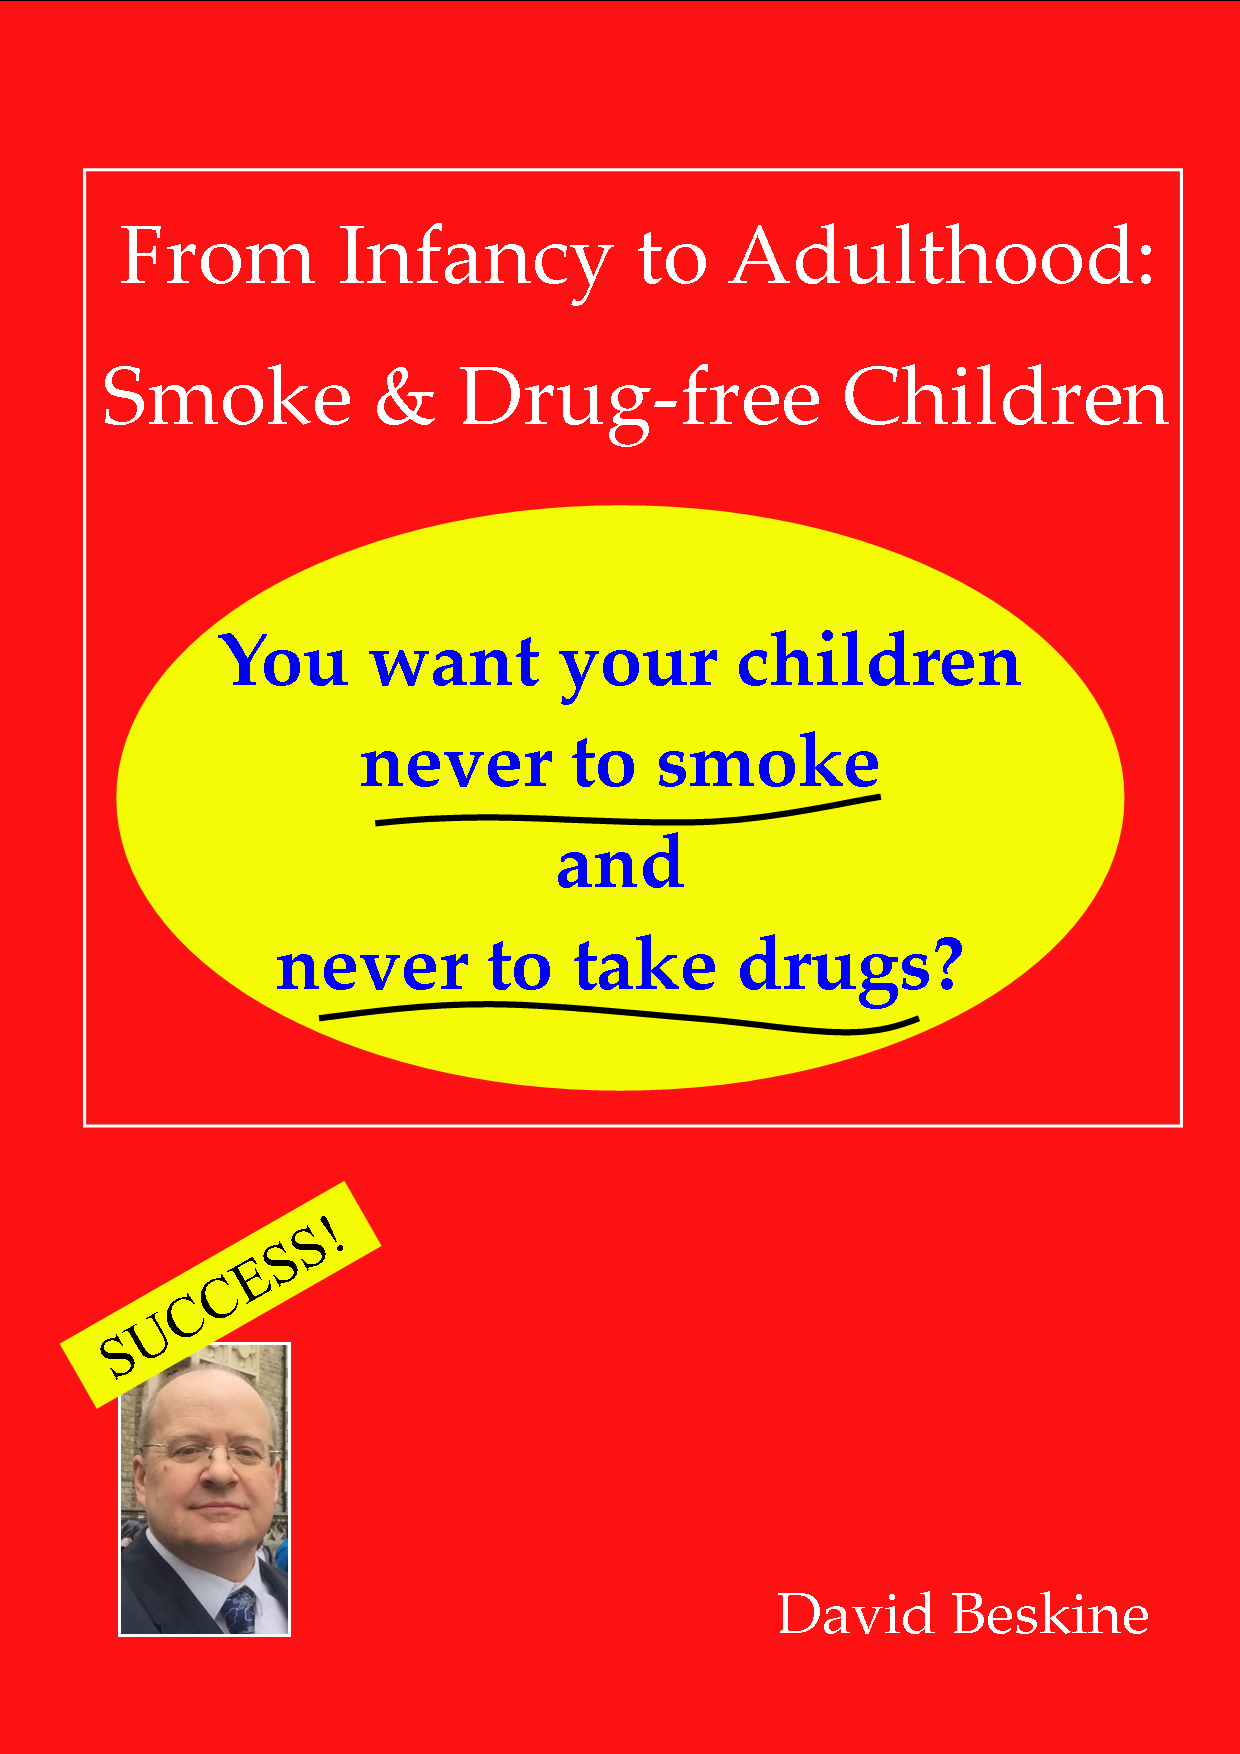 From Infancy to Adulthood:
Smoke & Drug-free Children
You want your children
never to smoke
and
never to take drugs?
SUCCESS!
David Beskine